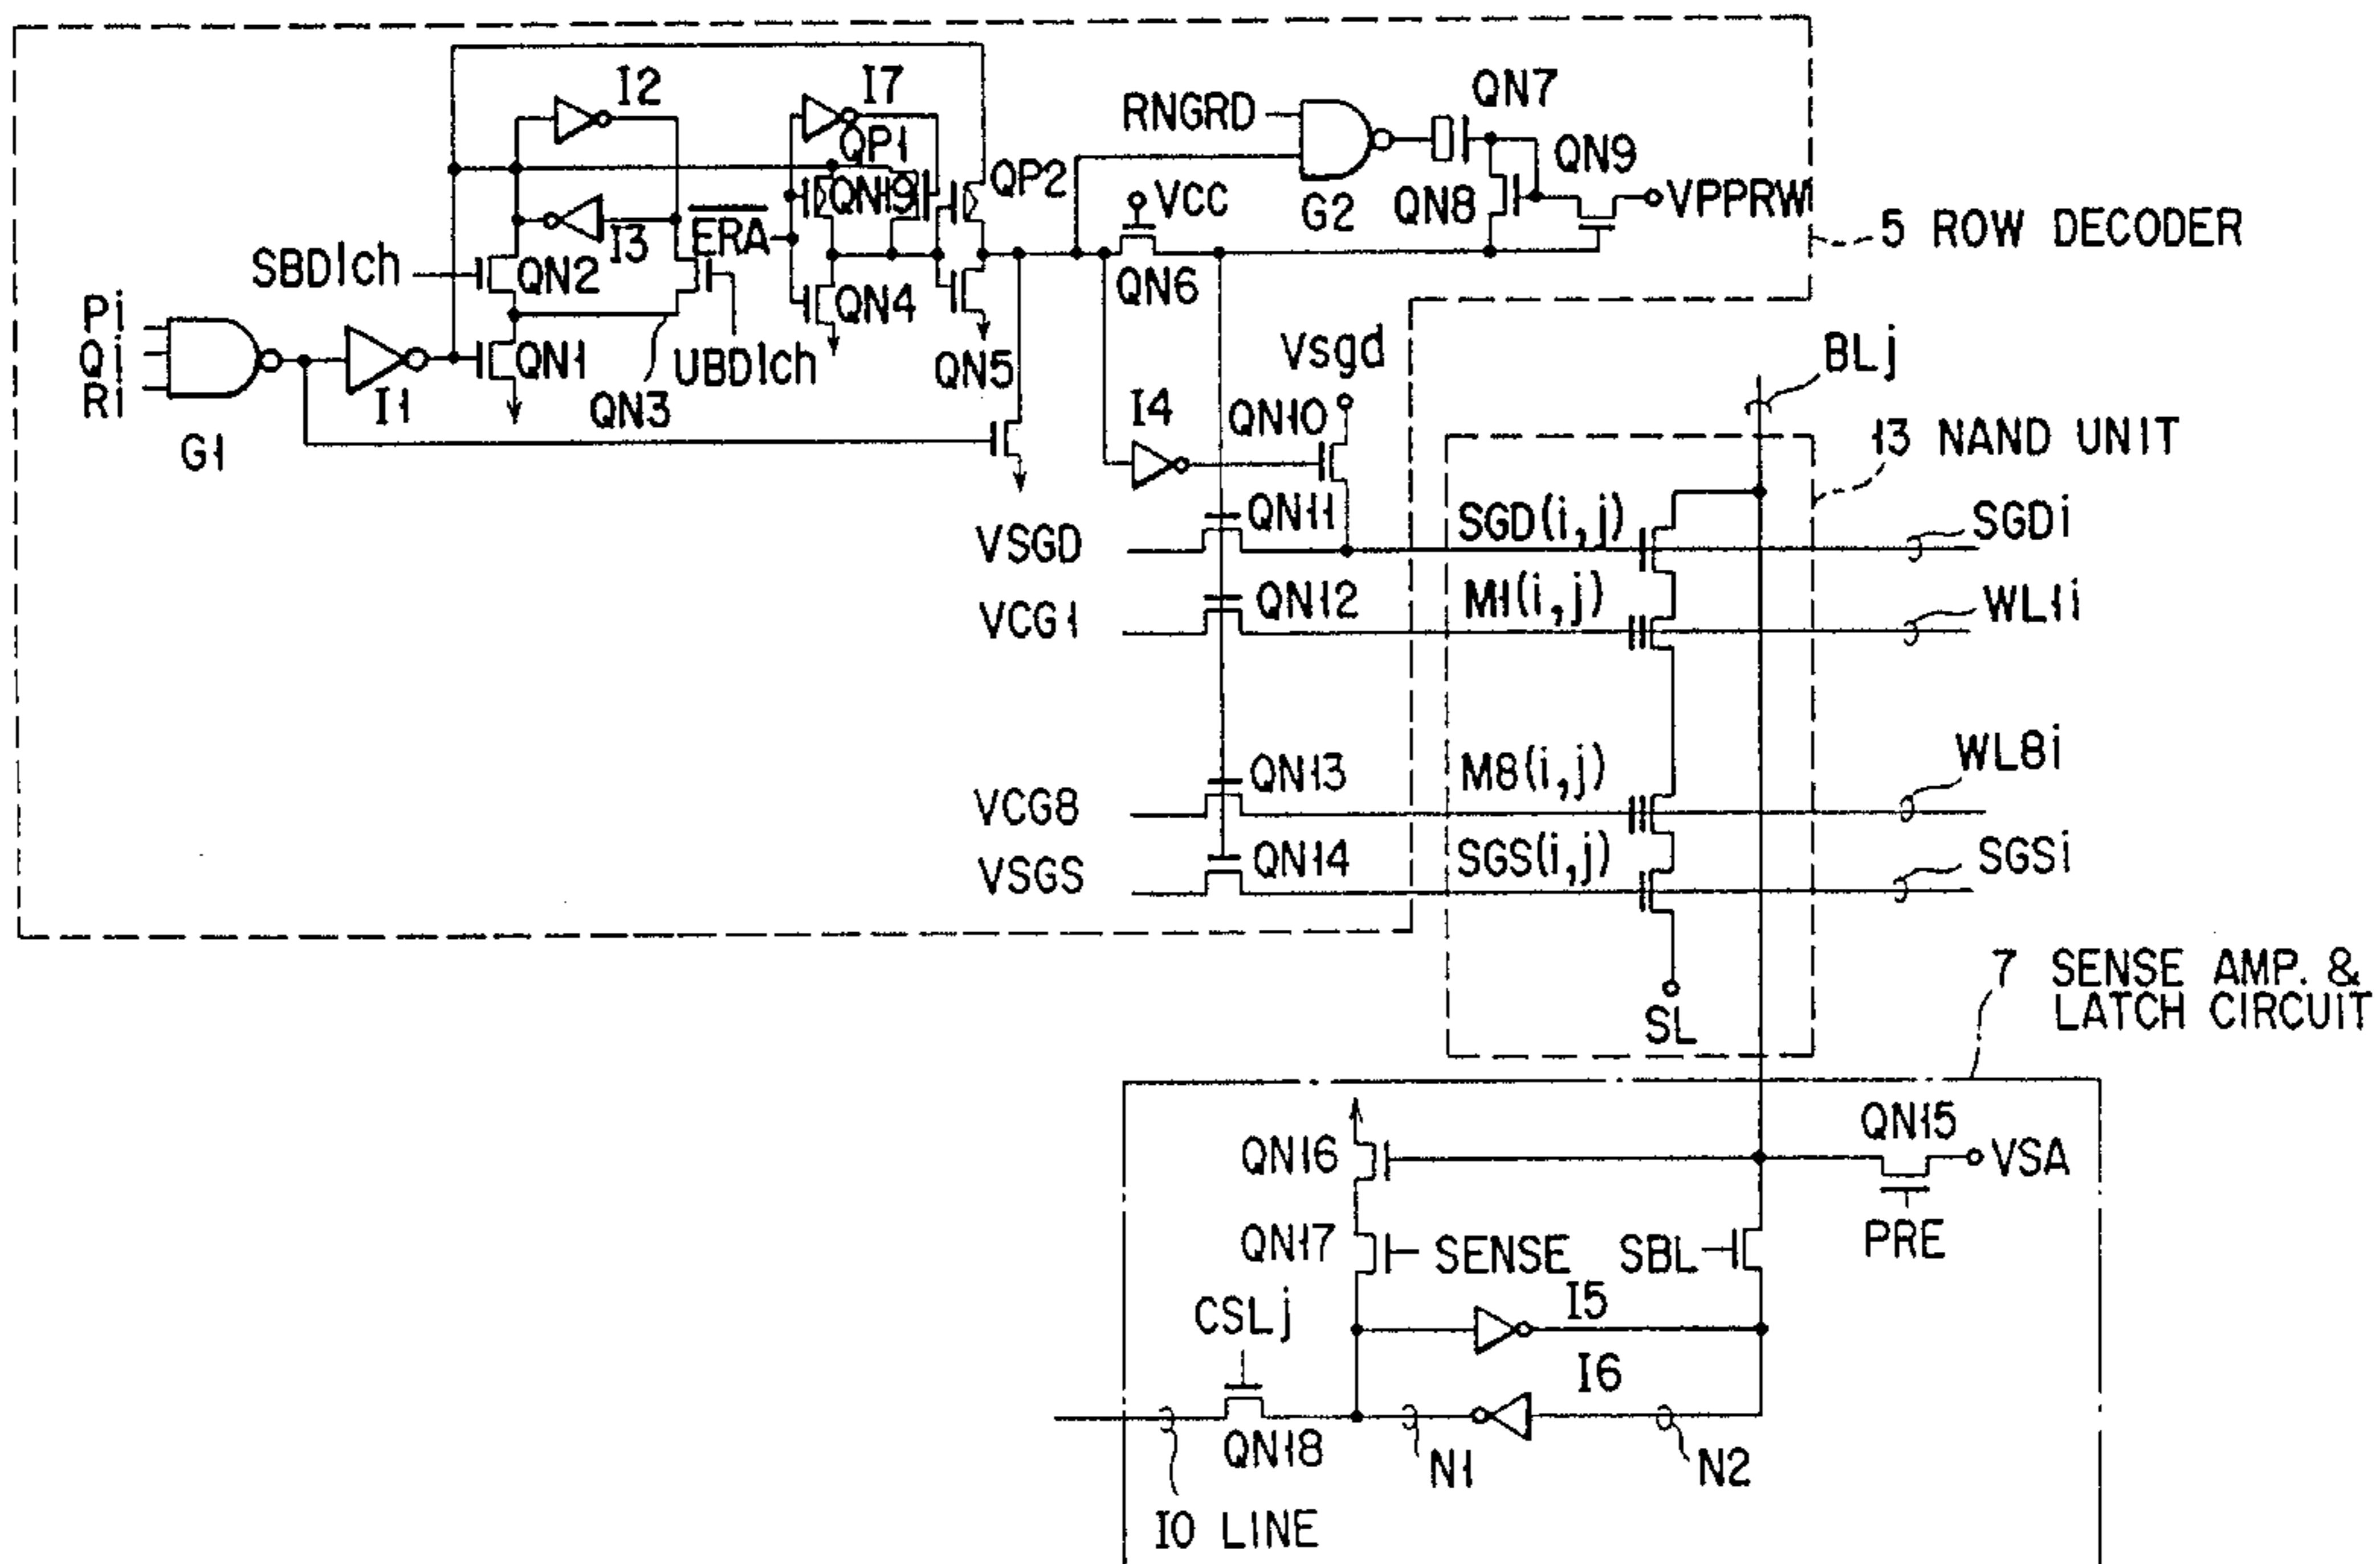 I2
I7
QN7
RNGRD
QP1
QN9
QN19
QP2
VCC
G2
QN8
VPPRW
5 ROW DECODER
ERA
I3
SBD1ch
QN2
QN6
Pi
Qi
Ri
QN4
QN1
UBD1ch
QN5
Vsgd
BLj
I1
QN3
I4
QN10
G1
13 NAND UNIT
QN11
SGD(i,j)
SGDi
VSGD
QN12
M1(i,j)
WL1i
VCG1
QN13
M8(i,j)
WL8i
VCG8
QN14
SGS(i,j)
SGSi
VSGS
SL
7 SENSE AMP. &
LATCH CIRCUIT
QN15
QN16
VSA
PRE
QN17
SENSE
SBL
CSLj
I5
I6
QN18
N1
N2
IO LINE